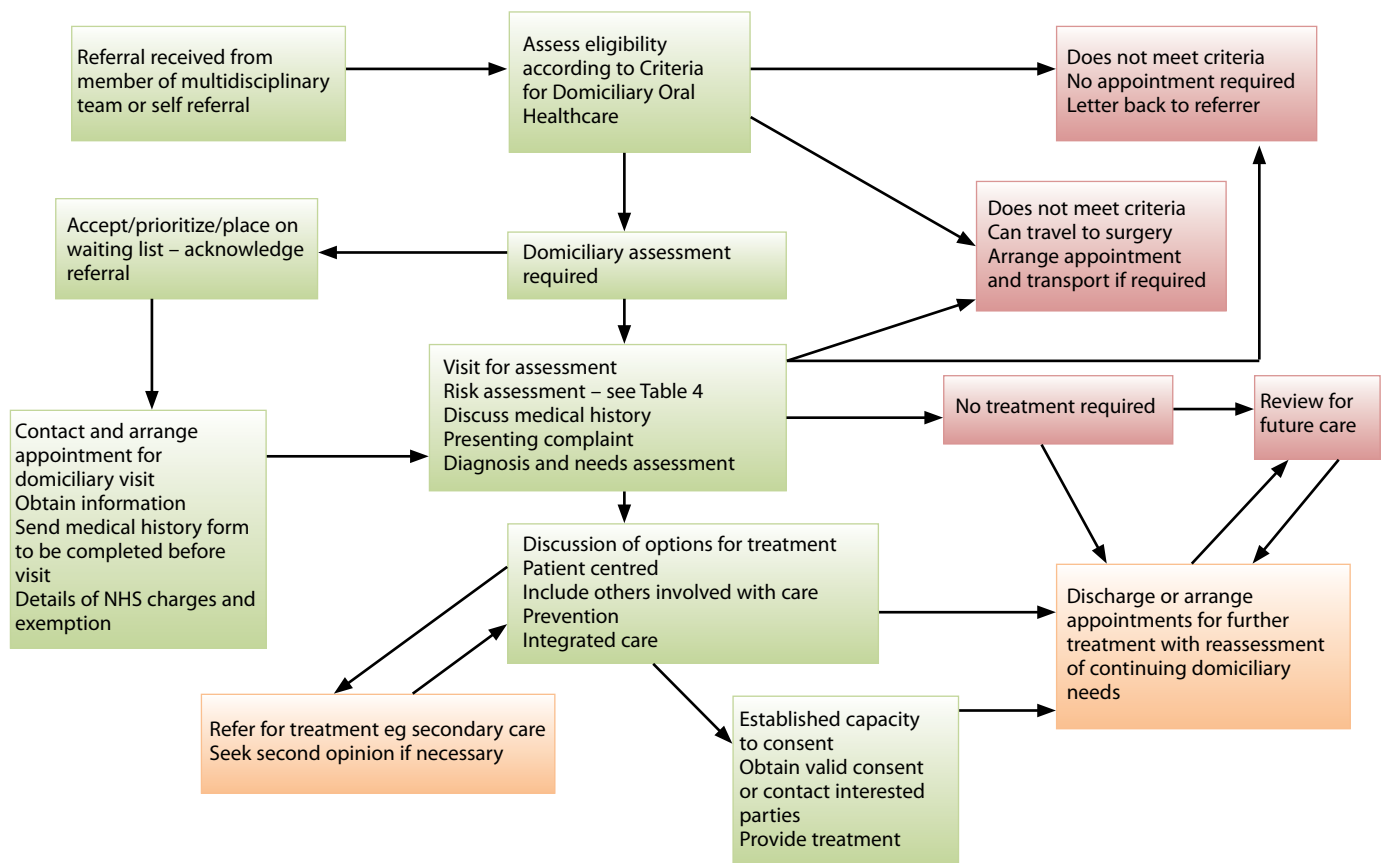 Referral received from
member of multidisciplinary
team or self referral
Assess eligibility
according to Criteria
for Domiciliary Oral
Healthcare
Does not meet criteria
No appointment required
Letter back to referrer
Accept/prioritize/place on
waiting list – acknowledge
referral
Domiciliary assessment
required
Does not meet criteria
Can travel to surgery
Arrange appointment
and transport if required
Contact and arrange
appointment for
domiciliary visit
Obtain information
Send medical history form
to be completed before
visit
Details of NHS charges and
exemption
Visit for assessment
Risk assessment – see Table 4
Discuss medical history
Presenting complaint
Diagnosis and needs assessment
No treatment required
Review for
future care
Discussion of options for treatment
Patient centred
Include others involved with care
Prevention
Integrated care
Discharge or arrange
appointments for further
treatment with reassessment
of continuing domiciliary
needs
Refer for treatment eg secondary care
Seek second opinion if necessary
Established capacity
to consent
Obtain valid consent
or contact interested
parties
Provide treatment